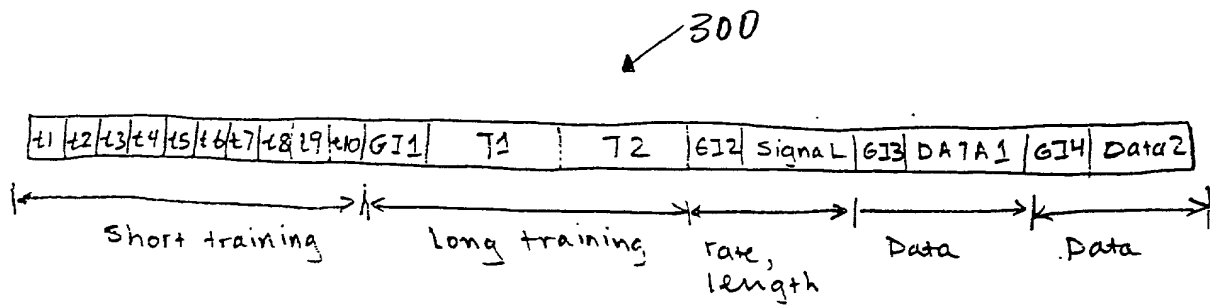 300
t1 t2 t3 t4 t5 t6 t7 t8 t9 t10 GI1 T1 T2 GI2 Signal GI3 DATA1 GI4 Data2
Short training Long training rate, Data Data
length